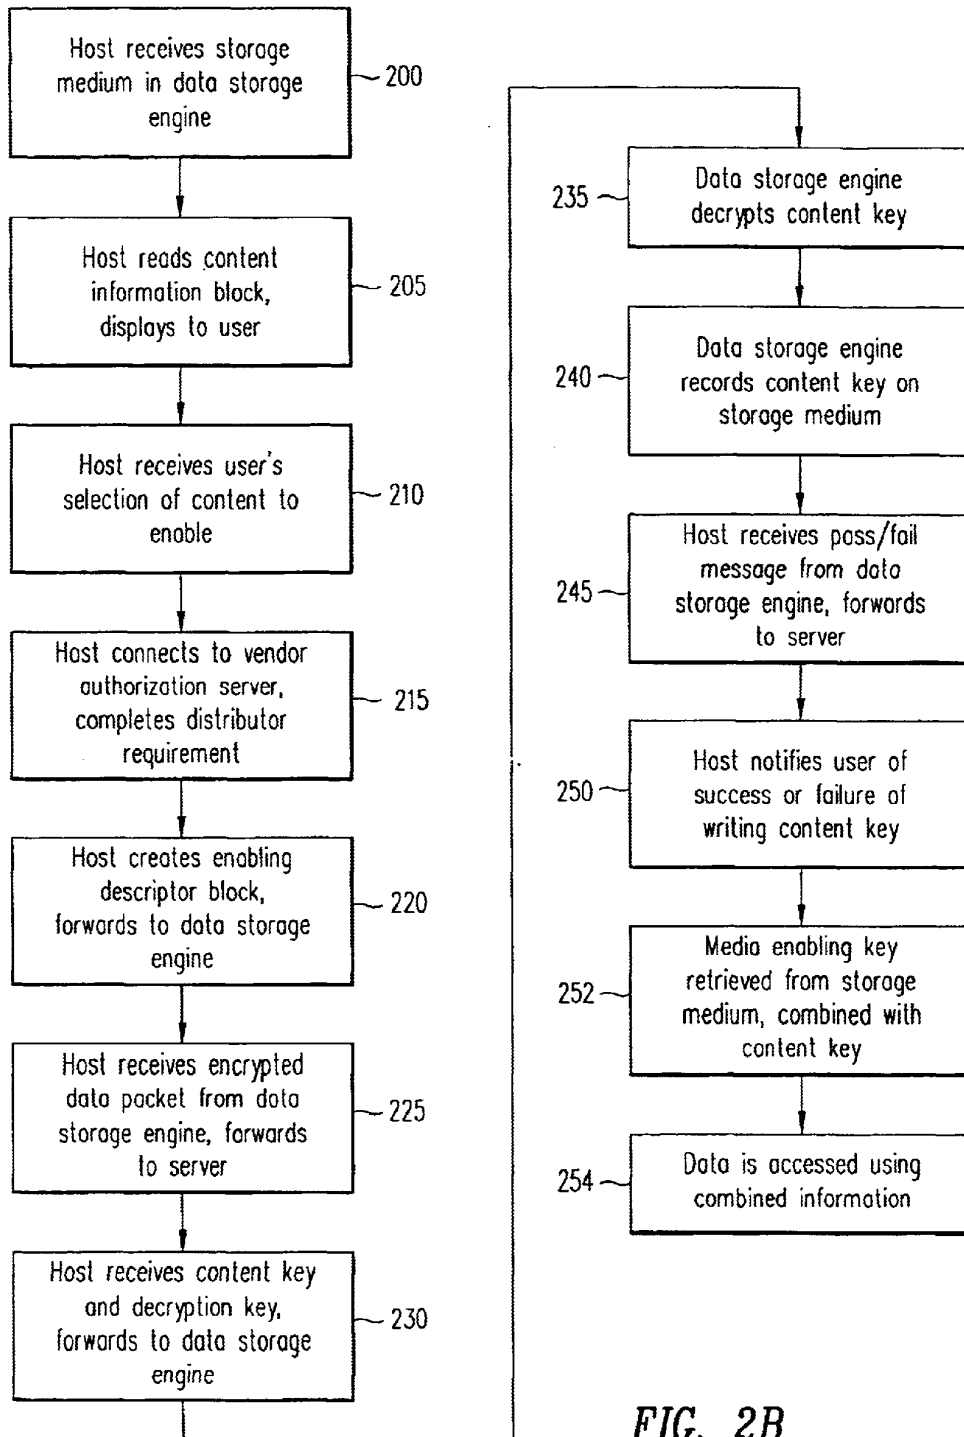 Host receives storage
medium in data storage
engine
200
Host reads content
information block,
displays to user
205
Host receives user's
selection of content to
enable
210
Host connects to vendor
authorization server,
completes distributor
requirement
215
Host creates enabling
descriptor block,
forwards to data storage
engine
220
Host receives encrypted
data packet from data
storage engine, forwards
to server
225
Host receives content key
and decryption key,
forwards to data storage
engine
230
235
Data storage engine
decrypts content key
240
Data storage engine
records content key on
storage medium
245
Host receives pass/fail
message from data
storage engine, forwards
to server
250
Host notifies user of
success or failure of
writing content key
252
Media enabling key
retrieved from storage
medium, combined with
content key
254
Data is accessed using
combined information
FIG. 2B